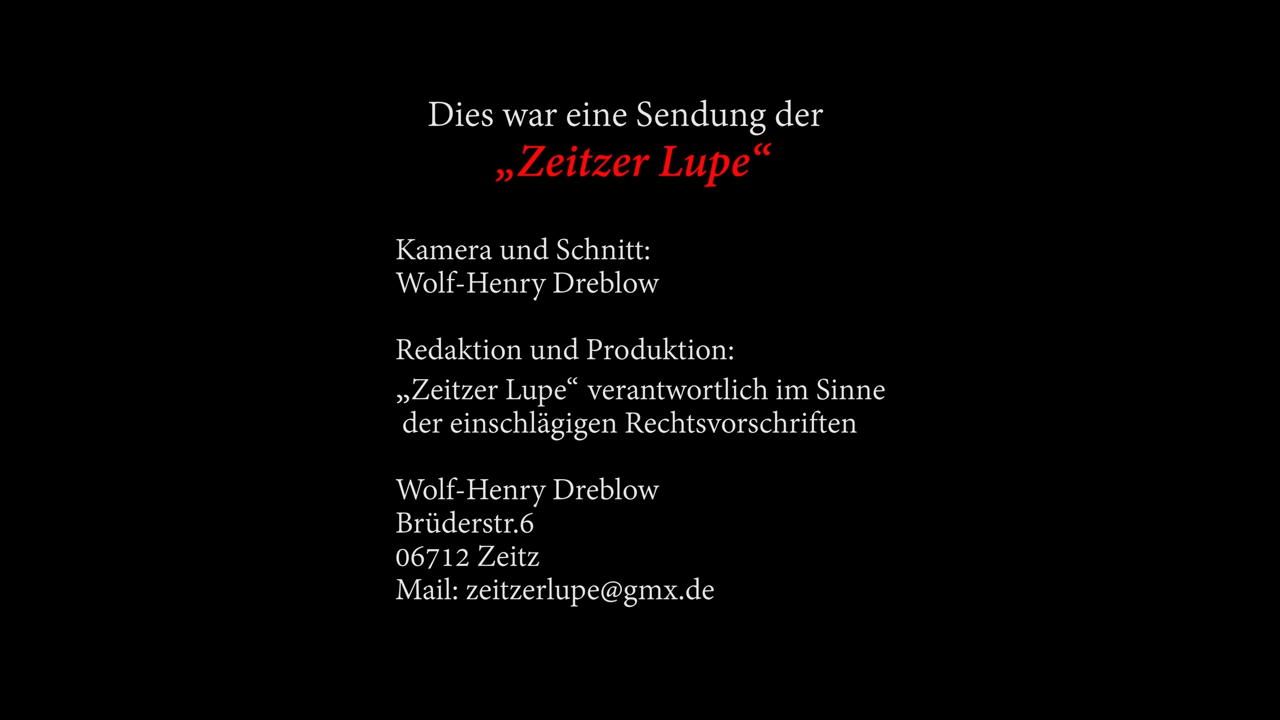 Dies war eine Sendung der
„Zeitzer Lupe“
Kamera und Schnitt:
Wolf-Henry Dreblow
Redaktion und Produktion:
„Zeitzer Lupe“ verantwortlich im Sinne
der einschlägigen Rechtsvorschriften
Wolf-Henry Dreblow
Brüderstr.6
06712 Zeitz
Mail: zeitzerlupe@gmx.de